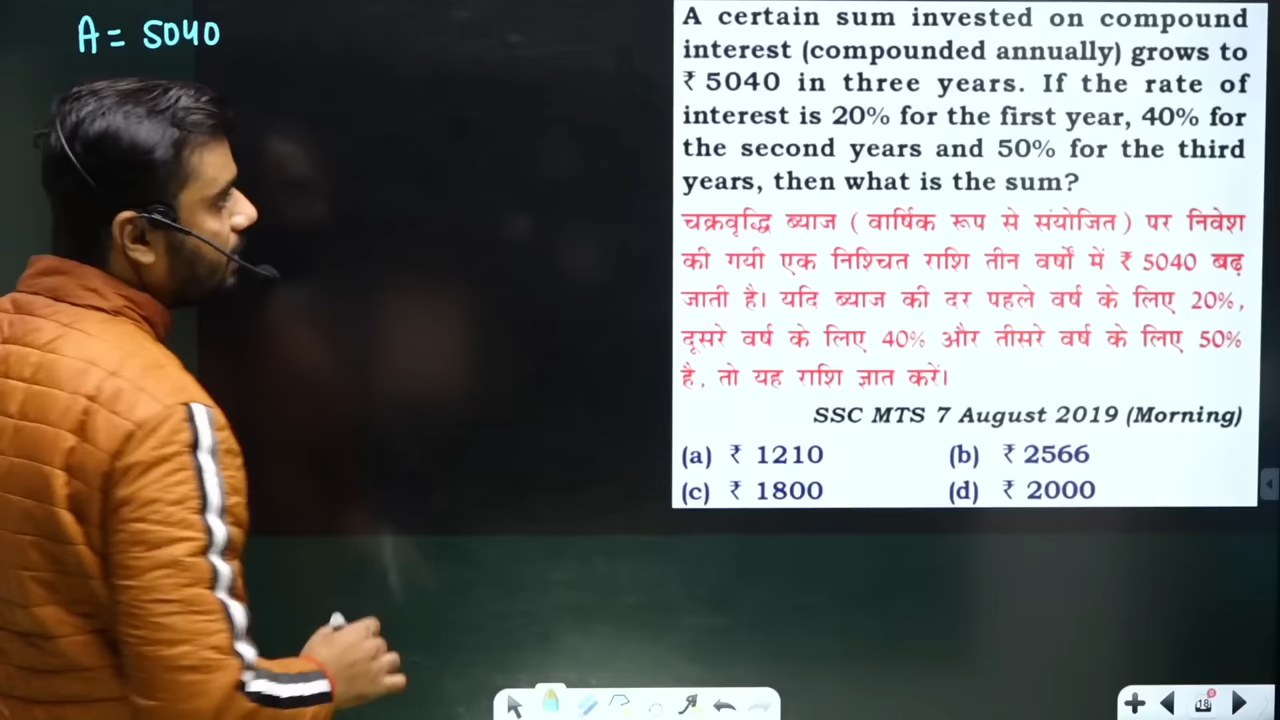 A = 5040
A certain sum invested on compound
interest (compounded annually) grows to
₹ 5040 in three years. If the rate of
interest is 20% for the first year, 40% for
the second years and 50% for the third
years, then what is the sum?
चक्रवृद्धि ब्याज ( वार्षिक रूप से संयोजित ) पर निवेश
की गयी एक निश्चित राशि तीन वर्षों में ₹ 5040 बढ़
जाती है। यदि ब्याज की दर पहले वर्ष के लिए 20%,
दूसरे वर्ष के लिए 40% और तीसरे वर्ष के लिए 50%
है, तो यह राशि ज्ञात करें।
SSC MTS 7 August 2019 (Morning)
(a) ₹ 1210 (b) ₹ 2566
(c) ₹ 1800 (d) ₹ 2000
18